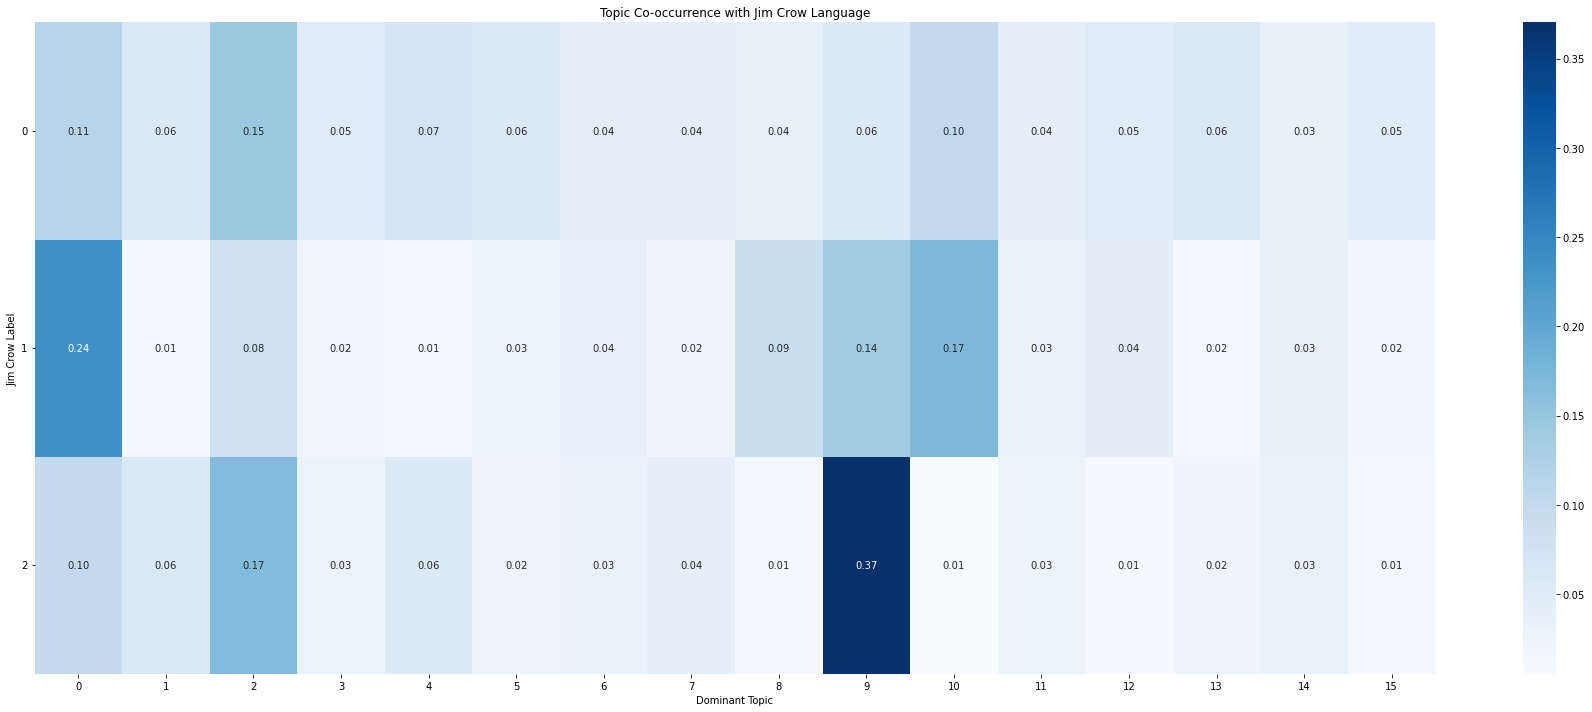 Topic Co-occurrence with Jim Crow Language
0.35
0.30
0.25
0.20
0.15
0.10
0.05
Jim Crow Label
0 0.11 0.06 0.15 0.05 0.07 0.06 0.04 0.04 0.04 0.06 0.10 0.04 0.05 0.06 0.03 0.05
1 0.24 0.01 0.08 0.02 0.01 0.03 0.04 0.02 0.09 0.14 0.17 0.03 0.04 0.02 0.03 0.02
2 0.10 0.06 0.17 0.03 0.06 0.02 0.03 0.04 0.01 0.37 0.01 0.03 0.01 0.02 0.03 0.01
0 1 2 3 4 5 6 7 8 9 10 11 12 13 14 15
Dominant Topic